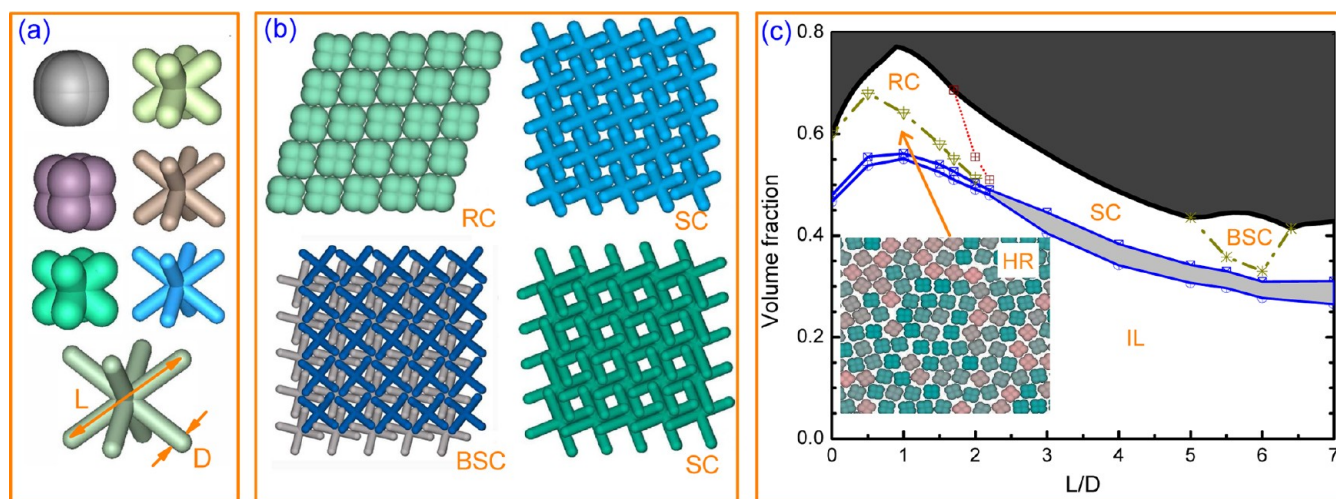 (a)
L
D
(b)
RC
SC
BSC
SC
(c)
Volume fraction
0.8
0.6
0.4
0.2
0.0
RC
SC
BSC
HR
IL
0 1 2 3 4 5 6 7
L/D